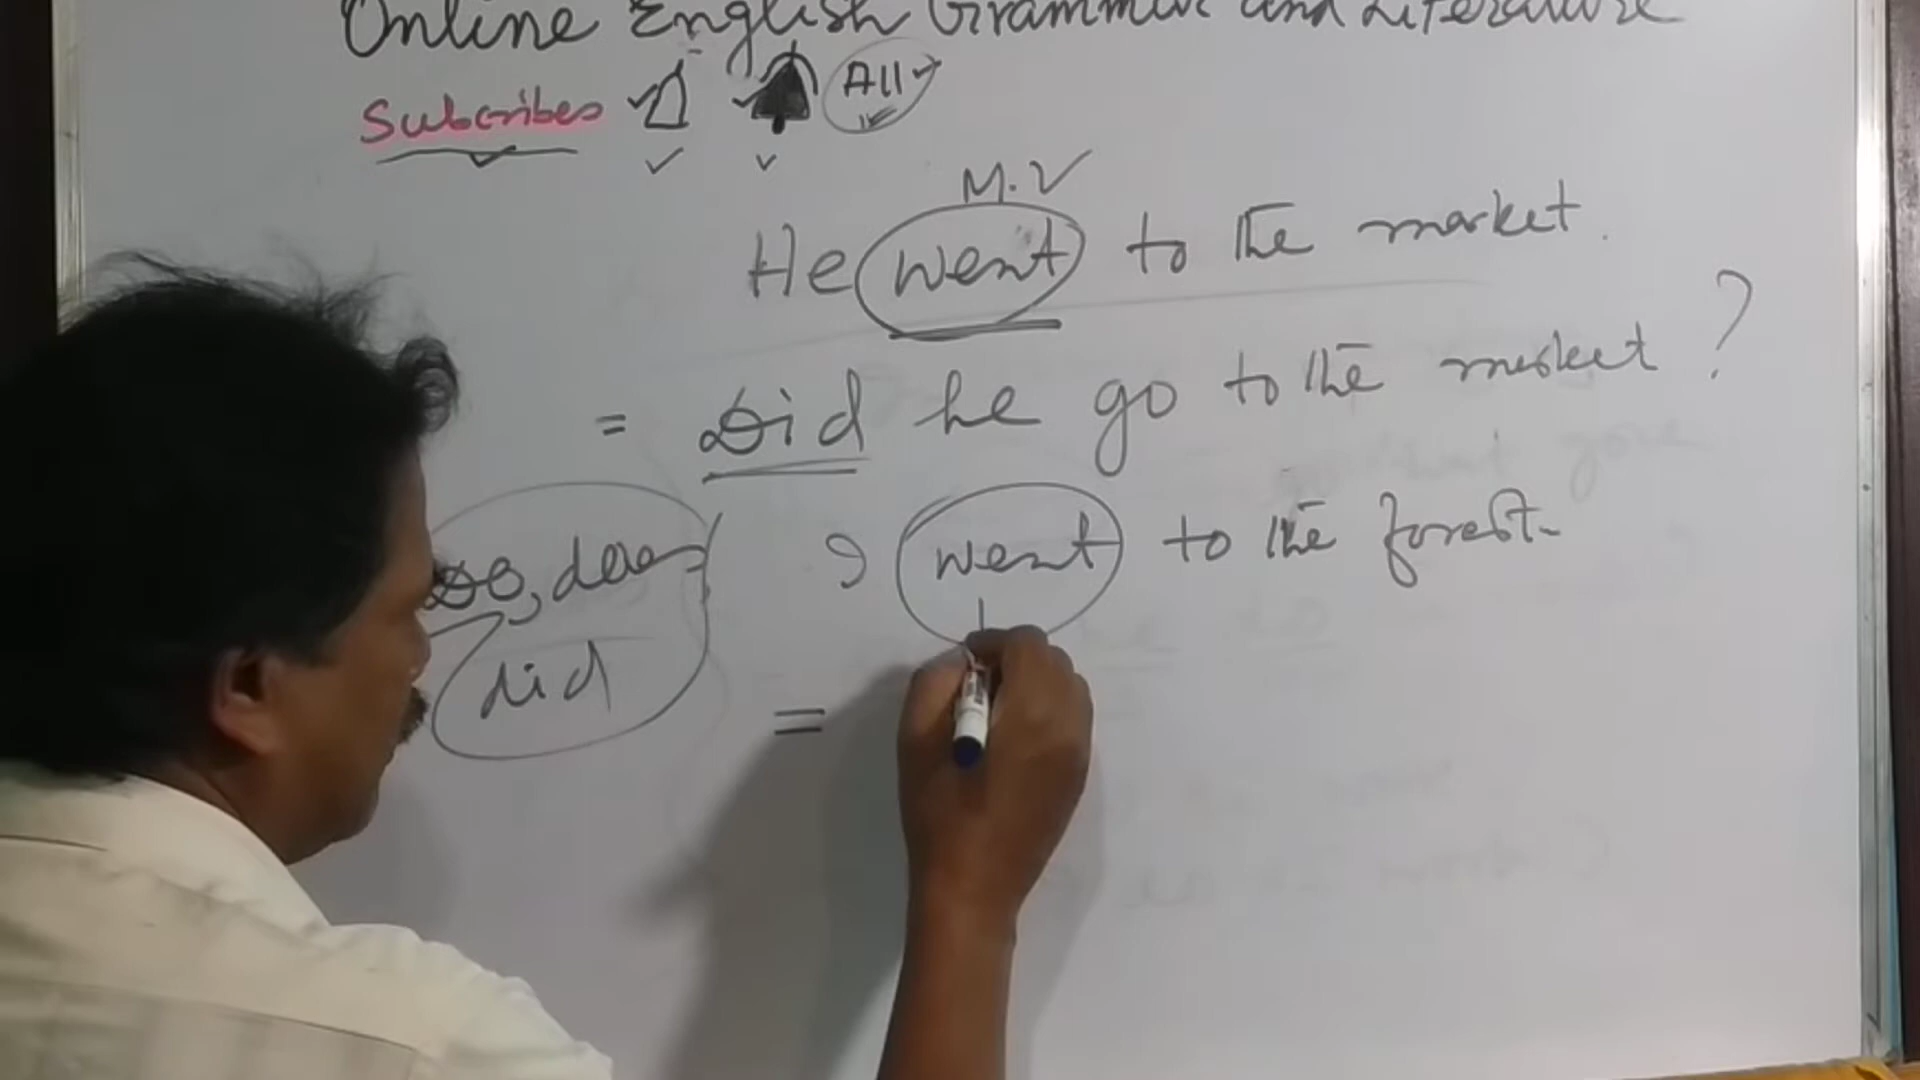 Online English Grammar and Literature
Subcribes All
M.V
He went to the market.
= Did he go to the market ?
Do, does
did
I went to the forest.
=